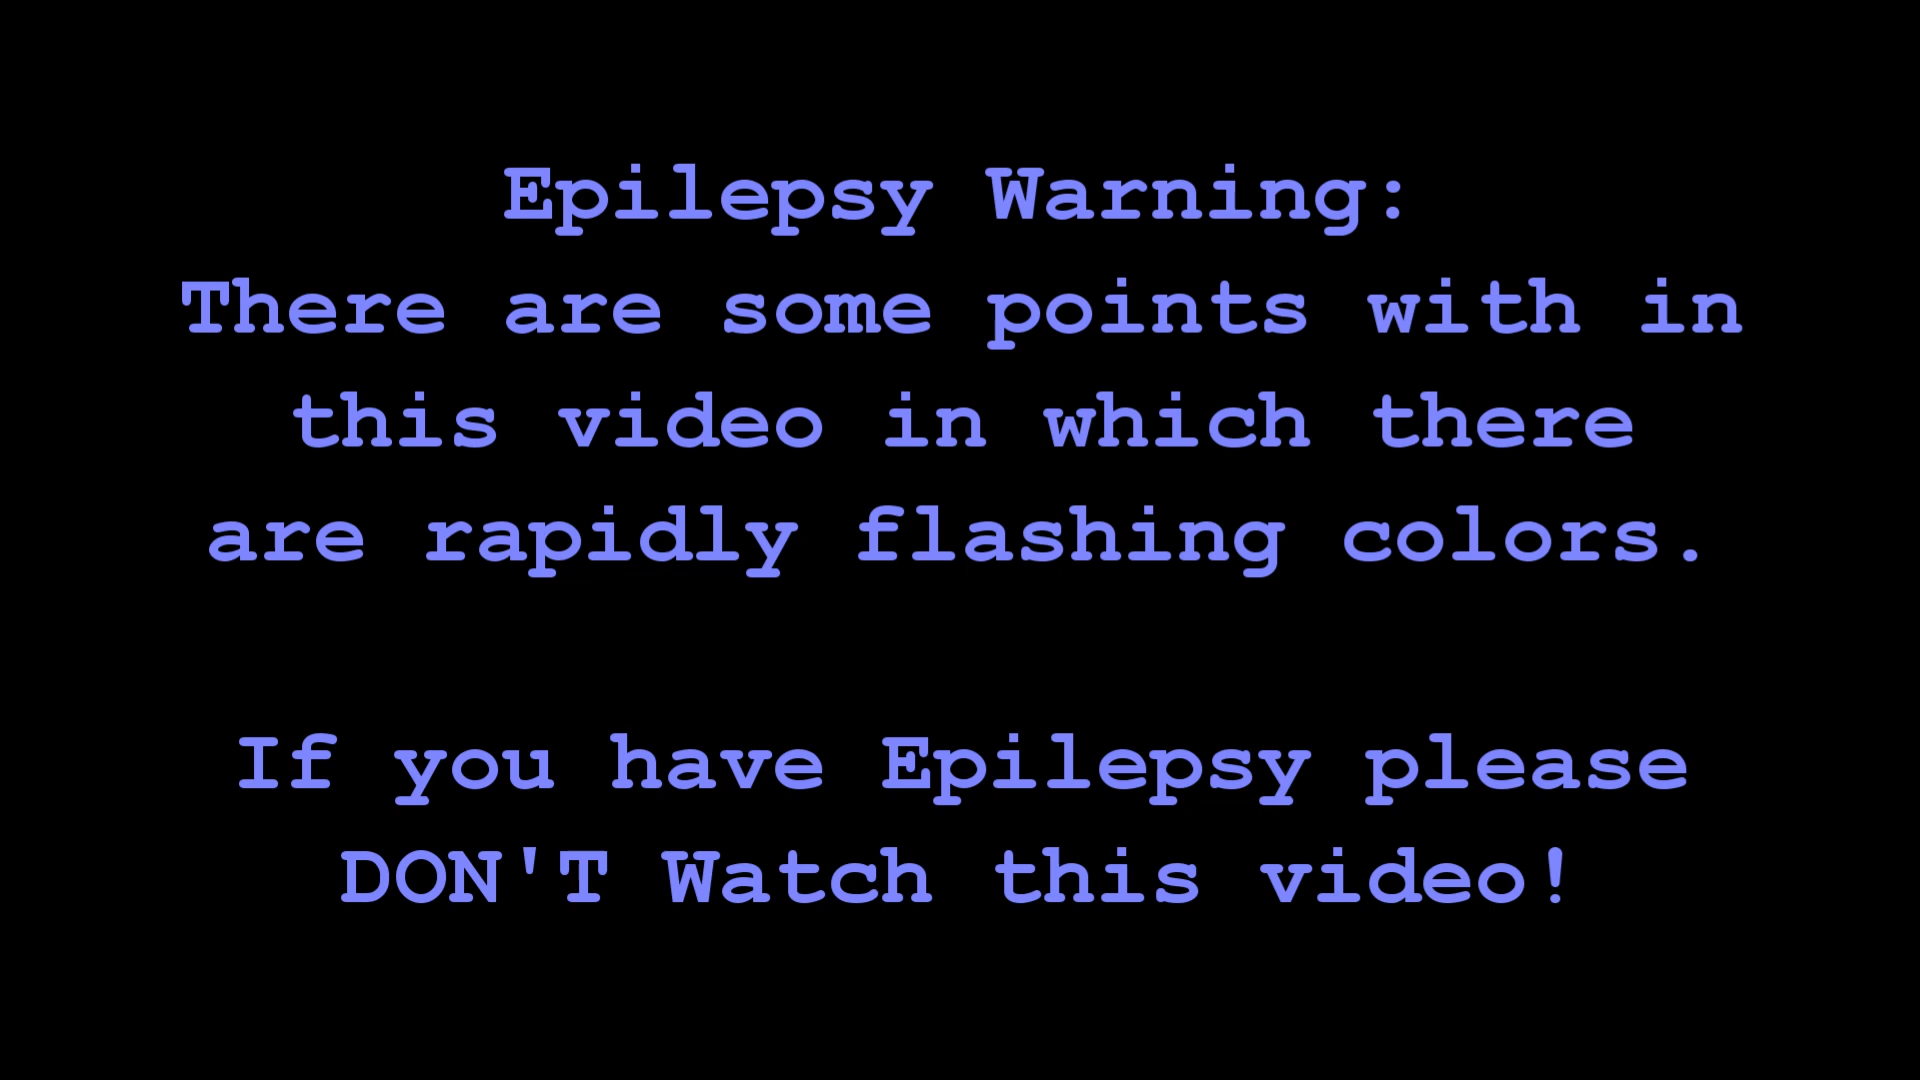 Epilepsy Warning:
There are some points with in
this video in which there
are rapidly flashing colors.
If you have Epilepsy please
DON'T Watch this video!